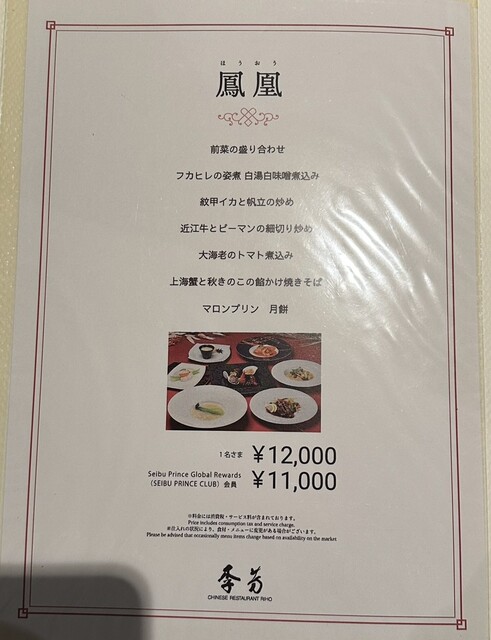 ほうおう
鳳凰
前菜の盛り合わせ
フカヒレの姿煮 白湯白味噌煮込み
紋甲イカと帆立の炒め
近江牛とピーマンの細切り炒め
大海老のトマト煮込み
上海蟹と秋きのこの餡かけ焼きそば
マロンプリン　月餅
1名さま ¥12,000
Seibu Prince Global Rewards
(SEIBU PRINCE CLUB) 会員 ¥11,000
※料金には消費税・サービス料が含まれております。
Price includes consumption tax and service charge.
※仕入れの状況により、食材・メニューに変更がある場合がございます。
Please be advised that occasionally menu items change based on availability on the market
季芳
CHINESE RESTAURANT RIHO